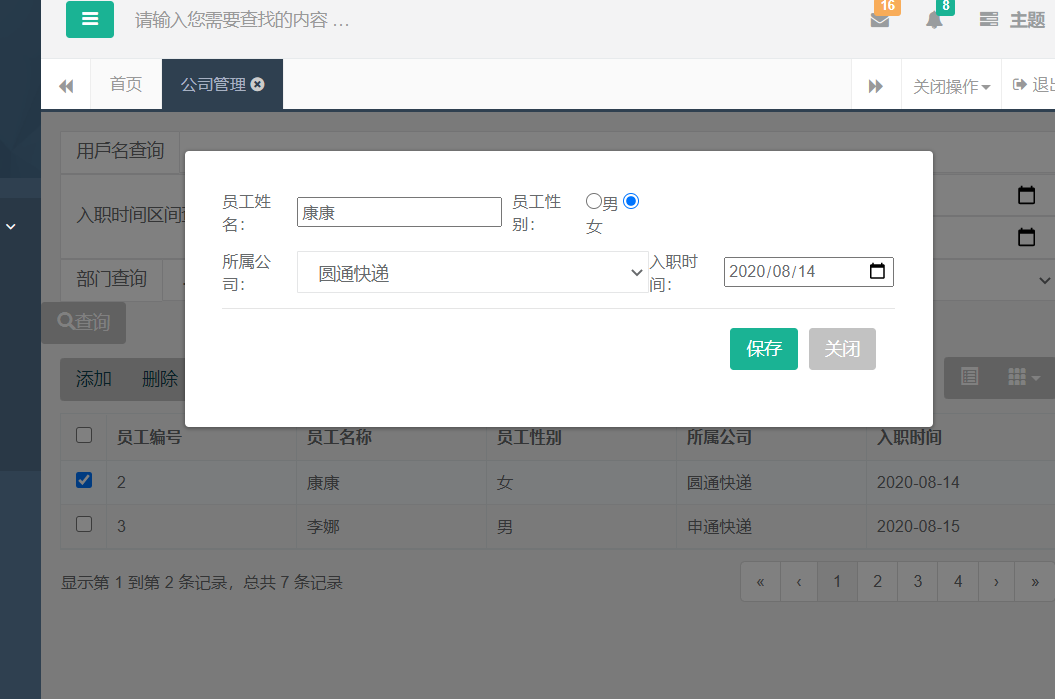 请输入您需要查找的内容 …
16
8
主题
首页
公司管理
关闭操作
退出
用戶名查询
入职时间区间
部门查询
查询
添加
删除
员工姓名：
康康
员工性别：
男
女
所属公司：
圆通快递
入职时间：
2020/08/14
保存
关闭
员工编号 员工名称 员工性别 所属公司 入职时间
2 康康 女 圆通快递 2020-08-14
3 李娜 男 申通快递 2020-08-15
显示第 1 到第 2 条记录，总共 7 条记录
« ‹ 1 2 3 4 › »